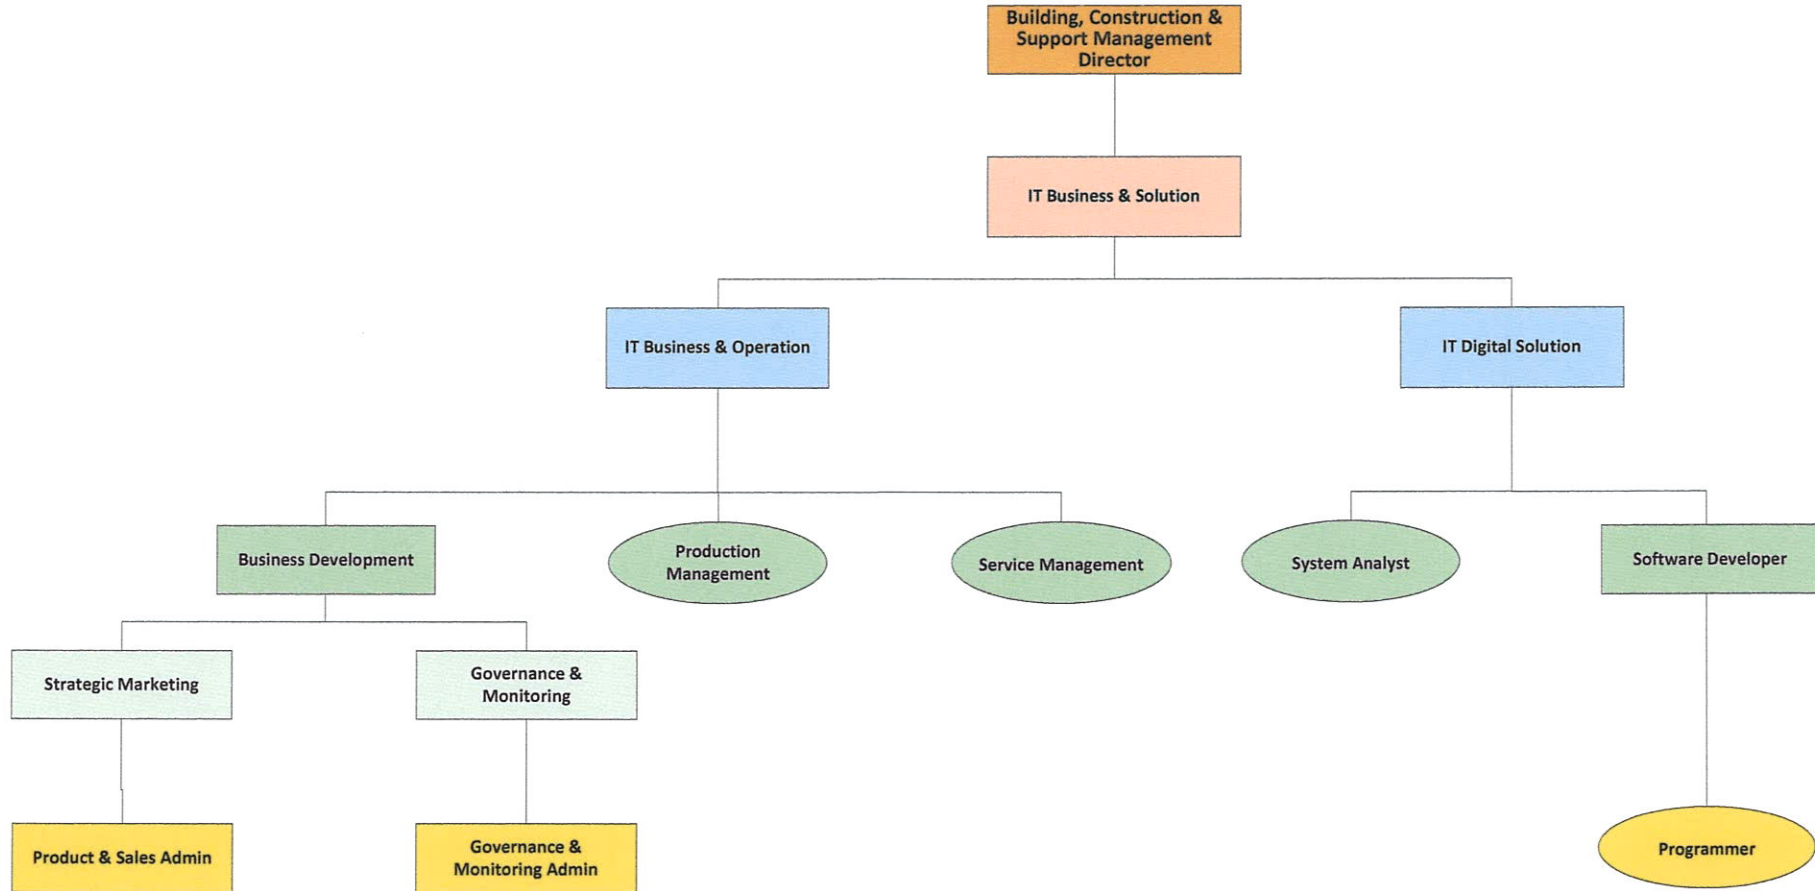 Building, Construction &
Support Management
Director
IT Business & Solution
IT Business & Operation
IT Digital Solution
Business Development
Production
Management
Service Management
System Analyst
Software Developer
Strategic Marketing
Governance &
Monitoring
Product & Sales Admin
Governance &
Monitoring Admin
Programmer